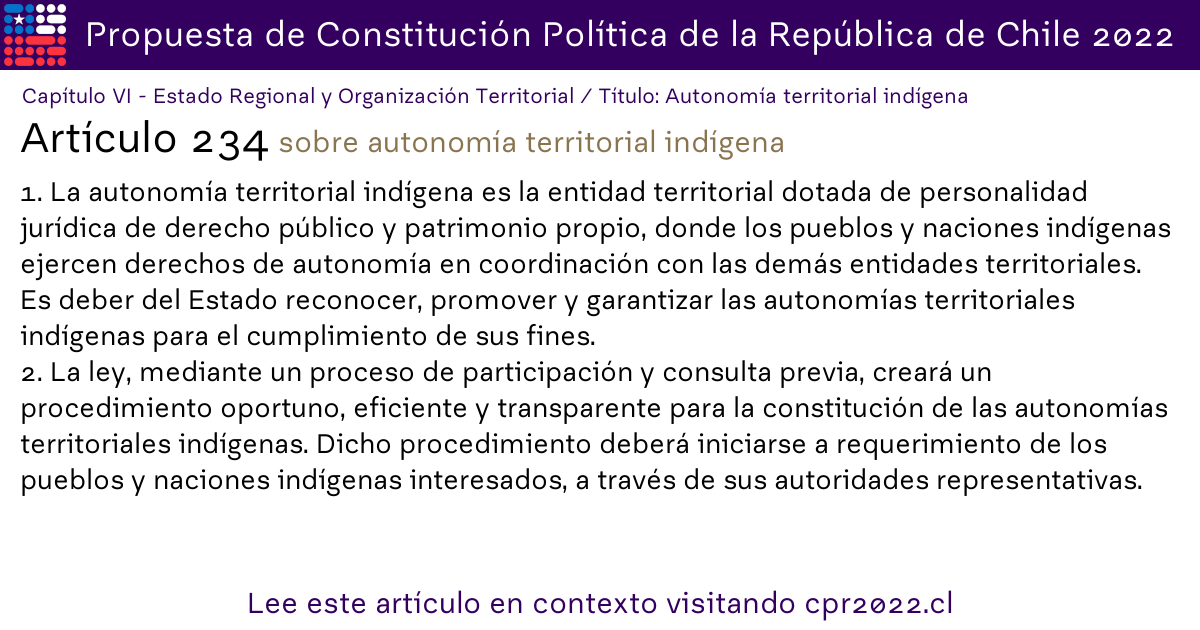 Propuesta de Constitución Política de la República de Chile 2022
Capítulo VI - Estado Regional y Organización Territorial / Título: Autonomía territorial indígena
Artículo 234 sobre autonomía territorial indígena
1. La autonomía territorial indígena es la entidad territorial dotada de personalidad
jurídica de derecho público y patrimonio propio, donde los pueblos y naciones indígenas
ejercen derechos de autonomía en coordinación con las demás entidades territoriales.
Es deber del Estado reconocer, promover y garantizar las autonomías territoriales
indígenas para el cumplimiento de sus fines.
2. La ley, mediante un proceso de participación y consulta previa, creará un
procedimiento oportuno, eficiente y transparente para la constitución de las autonomías
territoriales indígenas. Dicho procedimiento deberá iniciarse a requerimiento de los
pueblos y naciones indígenas interesados, a través de sus autoridades representativas.
Lee este artículo en contexto visitando cpr2022.cl